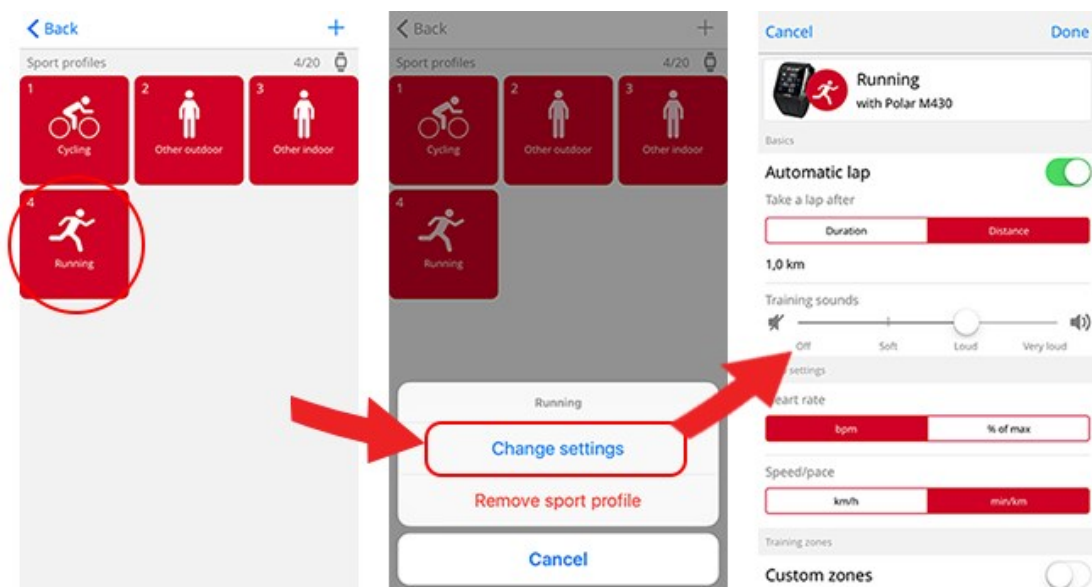 Back
Sport profiles 4/20
1 2 3
Cycling Other outdoor Other indoor
4
Running
Back
Sport profiles 4/20
1 2 3
Cycling Other outdoor Other indoor
4
Running
Running
Change settings
Remove sport profile
Cancel
Cancel Done
Running
with Polar M430
Basics
Automatic lap
Take a lap after
Duration Distance
1,0 km
Training sounds
Off Soft Loud Very loud
settings
eart rate
bpm % of max
Speed/pace
km/h min/km
Training zones
Custom zones